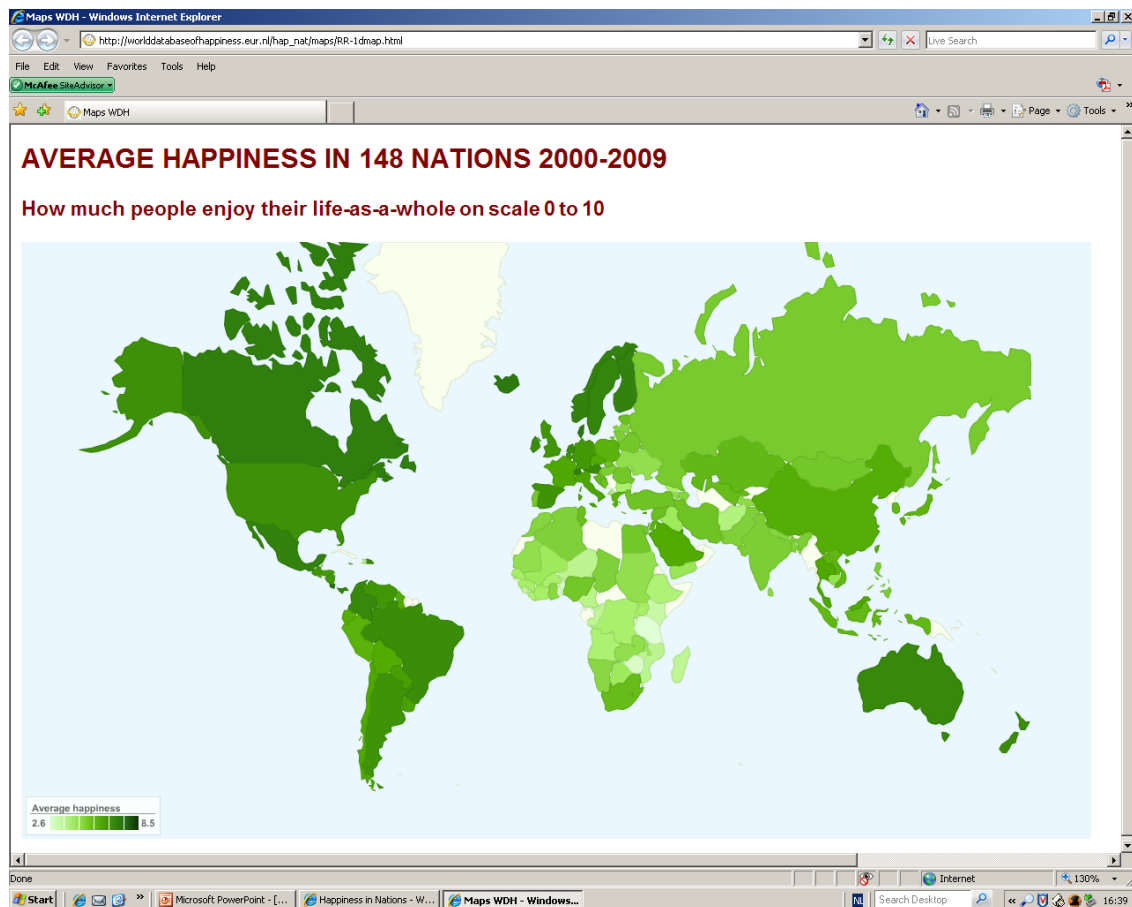 Maps WDH - Windows Internet Explorer
http://worlddatabaseofhappiness.eur.nl/hap_nat/maps/RR-1dmap.html
Live Search
File Edit View Favorites Tools Help
McAfee SiteAdvisor
Maps WDH
Page Tools
AVERAGE HAPPINESS IN 148 NATIONS 2000-2009
How much people enjoy their life-as-a-whole on scale 0 to 10
Average happiness
2.6 8.5
Done Internet 130%
Start Microsoft PowerPoint - [... Happiness in Nations - W... Maps WDH - Windows... NL Search Desktop 16:39